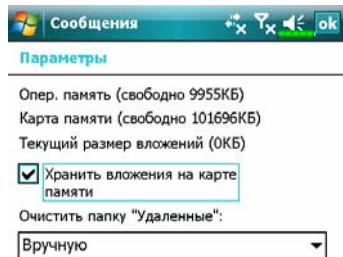 Сообщения ok
Параметры
Опер. память (свободно 9955КБ)
Карта памяти (свободно 101696КБ)
Текущий размер вложений (0КБ)
Хранить вложения на карте
памяти
Очистить папку "Удаленные":
Вручную